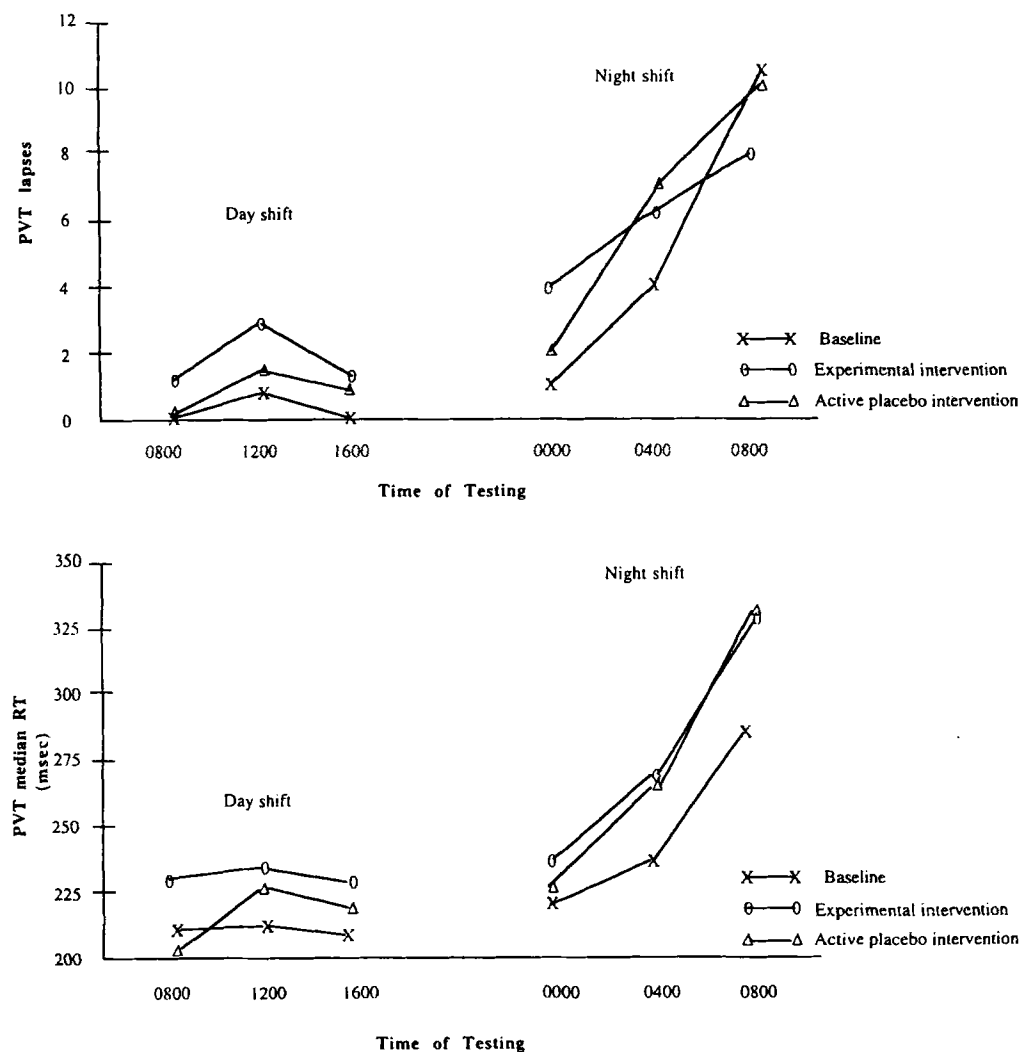 12
10
8
6
4
2
0
PVT lapses
Day shift
Night shift
Baseline
Experimental intervention
Active placebo intervention
0800 1200 1600 0000 0400 0800
Time of Testing
350
325
300
275
250
225
200
PVT median RT
(msec)
Day shift
Night shift
Baseline
Experimental intervention
Active placebo intervention
0800 1200 1600 0000 0400 0800
Time of Testing